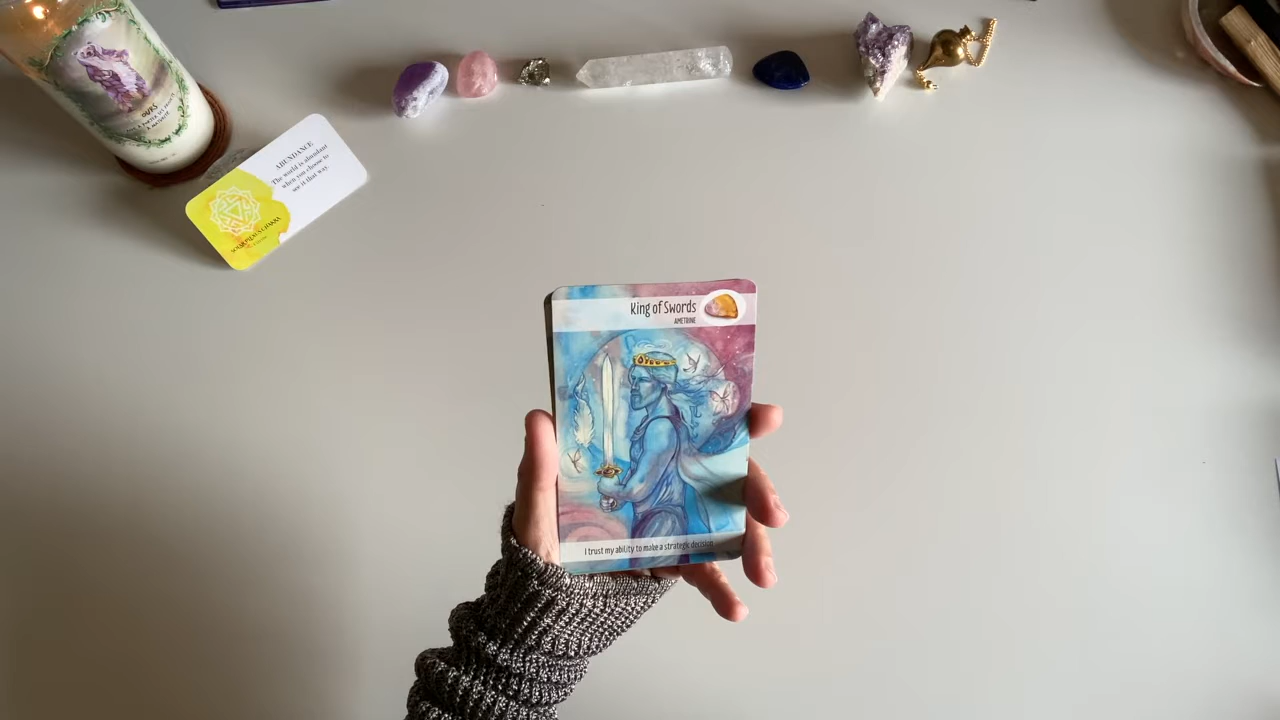 OURS
ABUNDANCE
The world is abundant
when you choose to
see it that way.
King of Swords
AMETRINE
I trust my ability to make a strategic decision